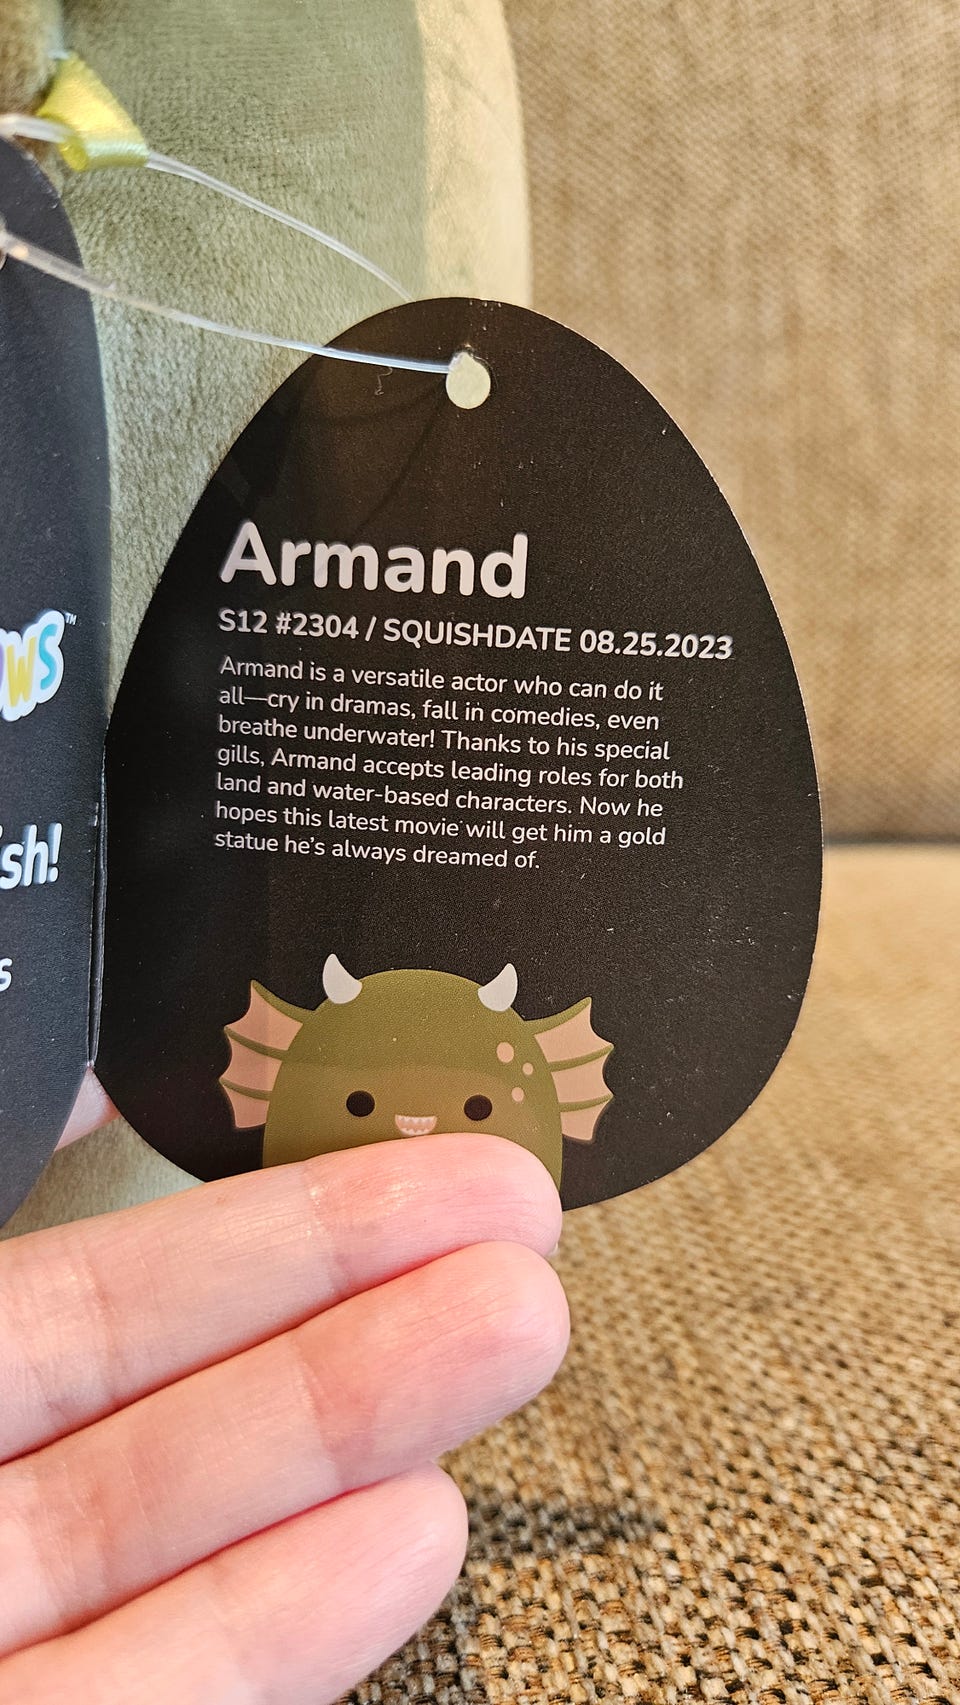 Armand
S12 #2304 / SQUISHDATE 08.25.2023
Armand is a versatile actor who can do it
all—cry in dramas, fall in comedies, even
breathe underwater! Thanks to his special
gills, Armand accepts leading roles for both
land and water-based characters. Now he
hopes this latest movie will get him a gold
statue he's always dreamed of.